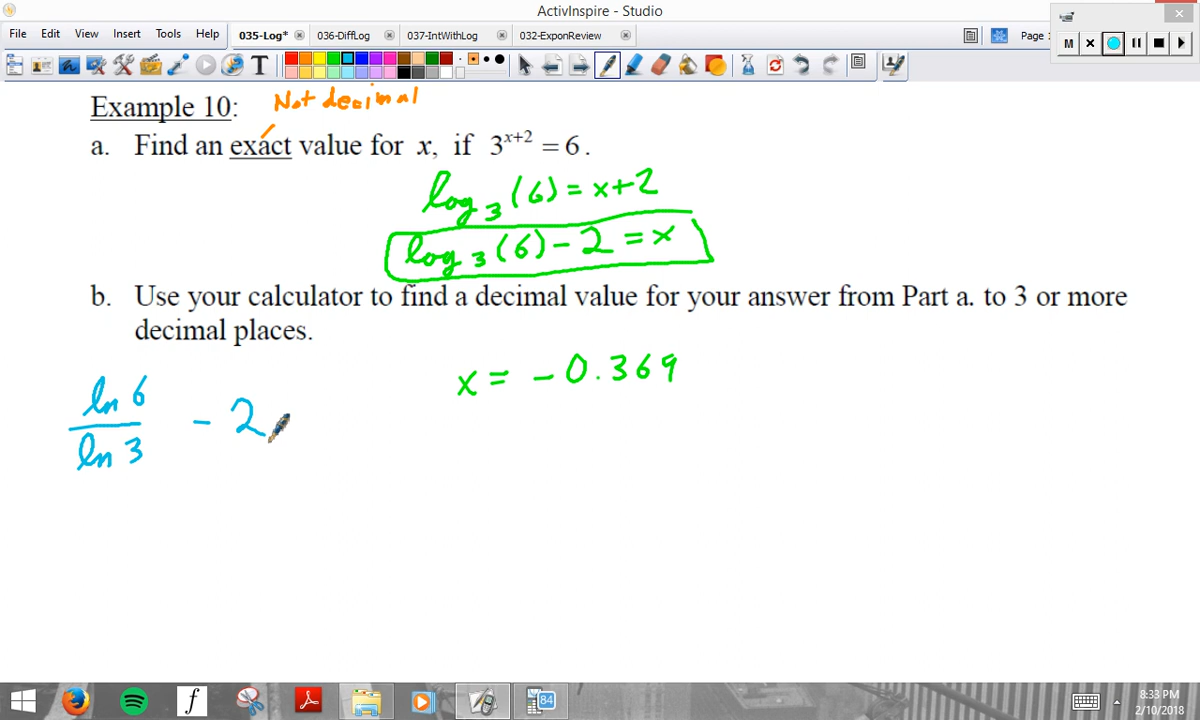 ActivInspire - Studio
File Edit View Insert Tools Help 035-Log* 036-DiffLog 037-IntWithLog 032-ExponReview Page
M
T
Not decimal
Example 10:
a. Find an exact value for x, if 3^{x+2} = 6.
log_3 (6) = x+2
log_3 (6) - 2 = x
b. Use your calculator to find a decimal value for your answer from Part a. to 3 or more
decimal places.
x = - 0.369
ln 6 / ln 3 - 2
f 84
8:33 PM
2/10/2018